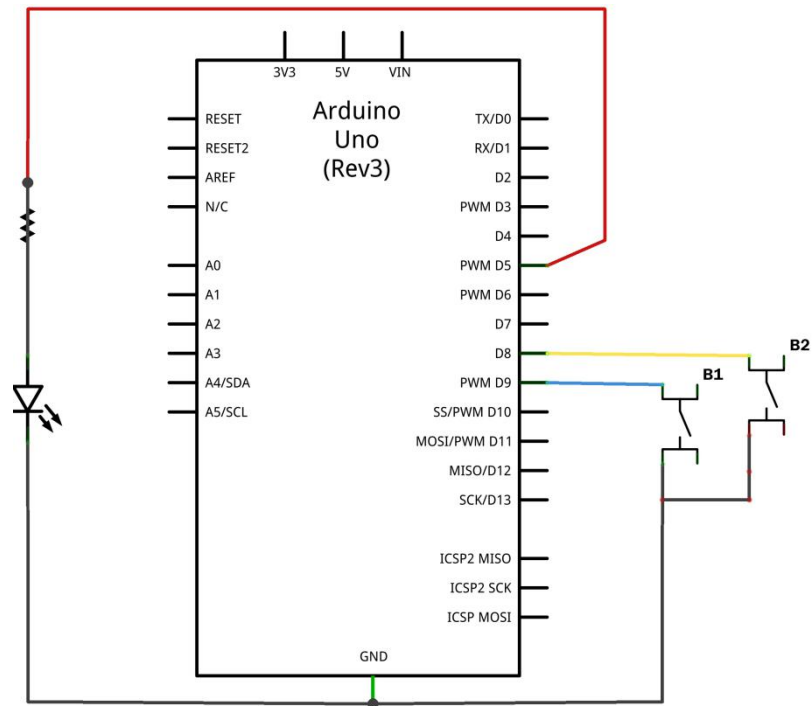 3V3 5V VIN
Arduino
Uno
(Rev3)
RESET
RESET2
AREF
N/C
A0
A1
A2
A3
A4/SDA
A5/SCL
TX/D0
RX/D1
D2
PWM D3
D4
PWM D5
PWM D6
D7
D8
PWM D9
SS/PWM D10
MOSI/PWM D11
MISO/D12
SCK/D13
ICSP2 MISO
ICSP2 SCK
ICSP MOSI
GND
B1
B2